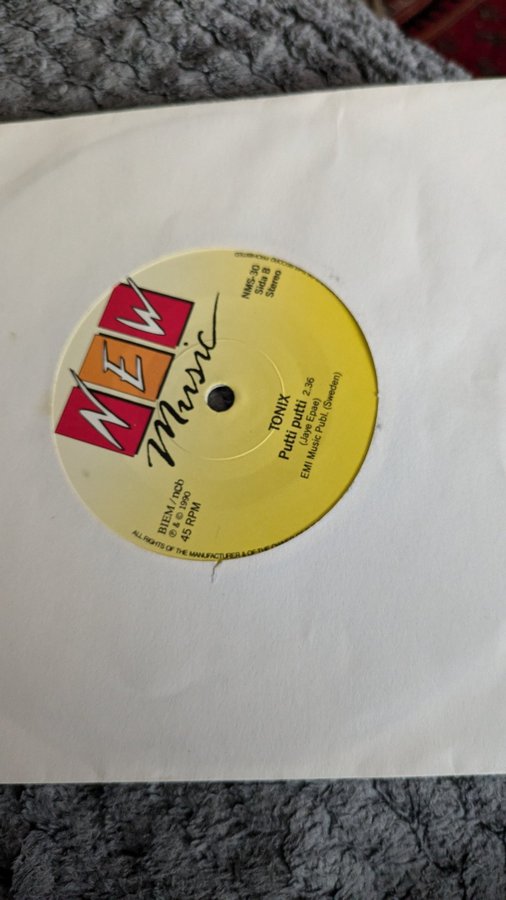 NEW
Music
NMS-30
Sida B
Stereo
TONIX
Putti putti 2.36
(Jaye Epae)
EMI Music Publ. (Sweden)
BIEM/ncb
℗ & © 1990
45 RPM
ALL RIGHTS OF THE MANUFACTURER & OF THE